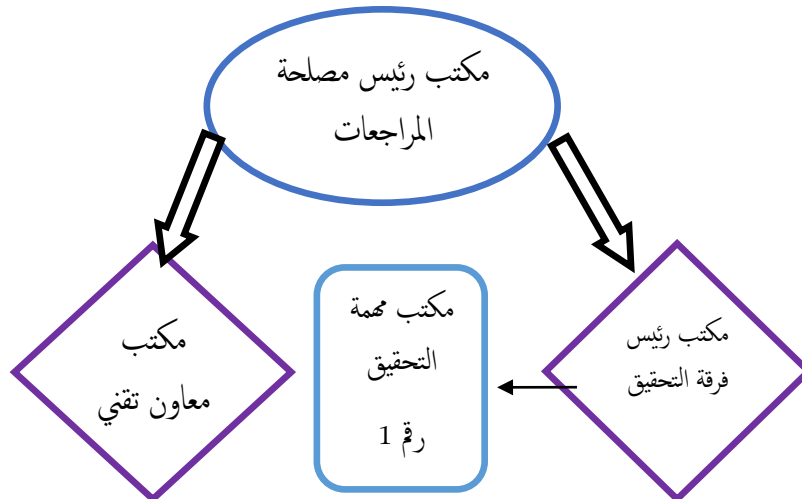 مكتب رئيس مصلحة
المراجعات
مكتب رئيس
فرقة التحقيق
مكتب مهمة
التحقيق
رقم 1
مكتب
معاون تقني